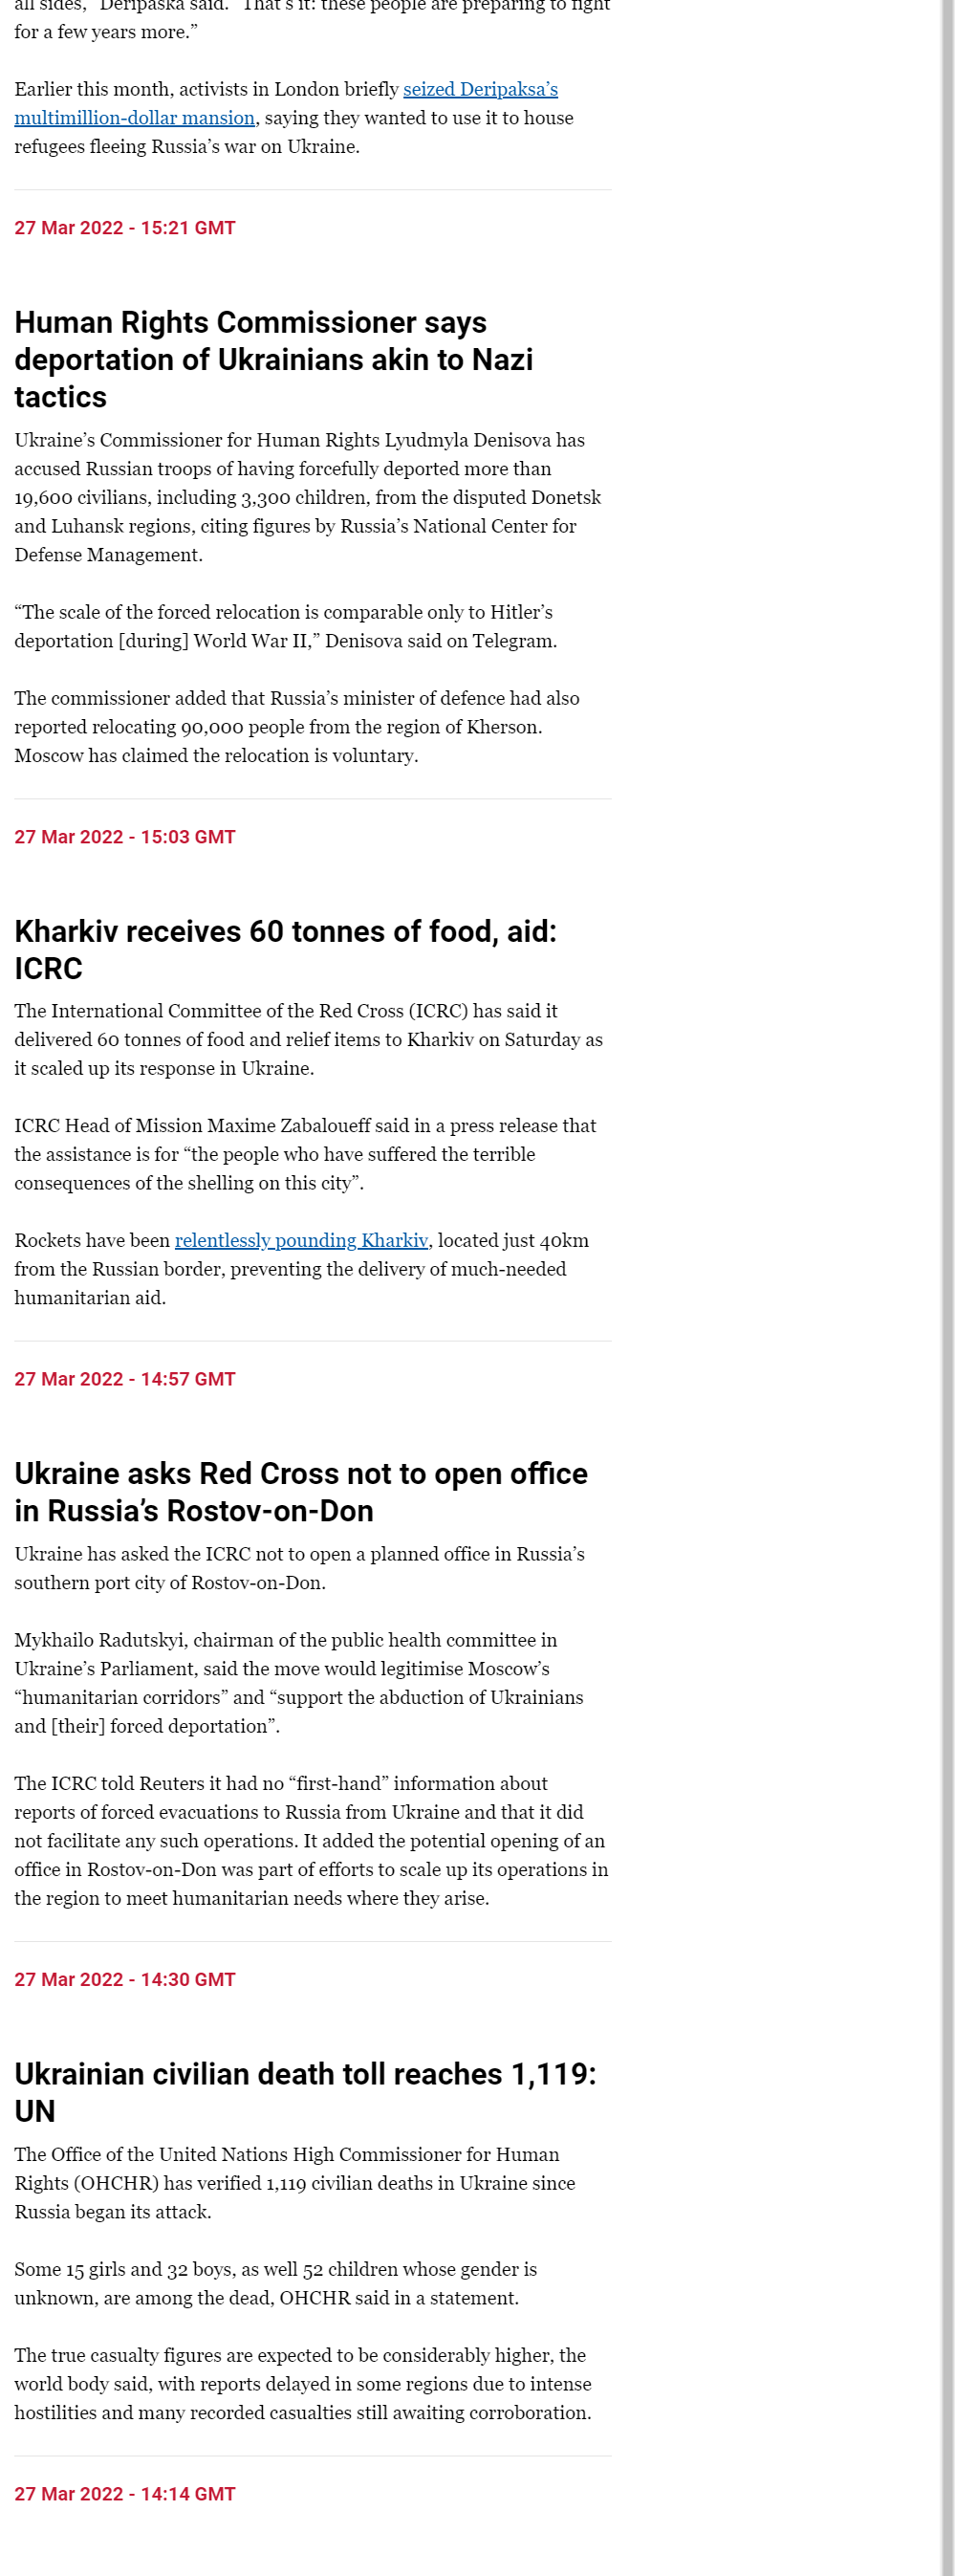 all sides,” Deripaska said. “That’s it: these people are preparing to fight
for a few years more.”
Earlier this month, activists in London briefly seized Deripaksa’s
multimillion-dollar mansion, saying they wanted to use it to house
refugees fleeing Russia’s war on Ukraine.
27 Mar 2022 - 15:21 GMT
Human Rights Commissioner says
deportation of Ukrainians akin to Nazi
tactics
Ukraine’s Commissioner for Human Rights Lyudmyla Denisova has
accused Russian troops of having forcefully deported more than
19,600 civilians, including 3,300 children, from the disputed Donetsk
and Luhansk regions, citing figures by Russia’s National Center for
Defense Management.
“The scale of the forced relocation is comparable only to Hitler’s
deportation [during] World War II,” Denisova said on Telegram.
The commissioner added that Russia’s minister of defence had also
reported relocating 90,000 people from the region of Kherson.
Moscow has claimed the relocation is voluntary.
27 Mar 2022 - 15:03 GMT
Kharkiv receives 60 tonnes of food, aid:
ICRC
The International Committee of the Red Cross (ICRC) has said it
delivered 60 tonnes of food and relief items to Kharkiv on Saturday as
it scaled up its response in Ukraine.
ICRC Head of Mission Maxime Zabaloueff said in a press release that
the assistance is for “the people who have suffered the terrible
consequences of the shelling on this city”.
Rockets have been relentlessly pounding Kharkiv, located just 40km
from the Russian border, preventing the delivery of much-needed
humanitarian aid.
27 Mar 2022 - 14:57 GMT
Ukraine asks Red Cross not to open office
in Russia’s Rostov-on-Don
Ukraine has asked the ICRC not to open a planned office in Russia’s
southern port city of Rostov-on-Don.
Mykhailo Radutskyi, chairman of the public health committee in
Ukraine’s Parliament, said the move would legitimise Moscow’s
“humanitarian corridors” and “support the abduction of Ukrainians
and [their] forced deportation”.
The ICRC told Reuters it had no “first-hand” information about
reports of forced evacuations to Russia from Ukraine and that it did
not facilitate any such operations. It added the potential opening of an
office in Rostov-on-Don was part of efforts to scale up its operations in
the region to meet humanitarian needs where they arise.
27 Mar 2022 - 14:30 GMT
Ukrainian civilian death toll reaches 1,119:
UN
The Office of the United Nations High Commissioner for Human
Rights (OHCHR) has verified 1,119 civilian deaths in Ukraine since
Russia began its attack.
Some 15 girls and 32 boys, as well 52 children whose gender is
unknown, are among the dead, OHCHR said in a statement.
The true casualty figures are expected to be considerably higher, the
world body said, with reports delayed in some regions due to intense
hostilities and many recorded casualties still awaiting corroboration.
27 Mar 2022 - 14:14 GMT